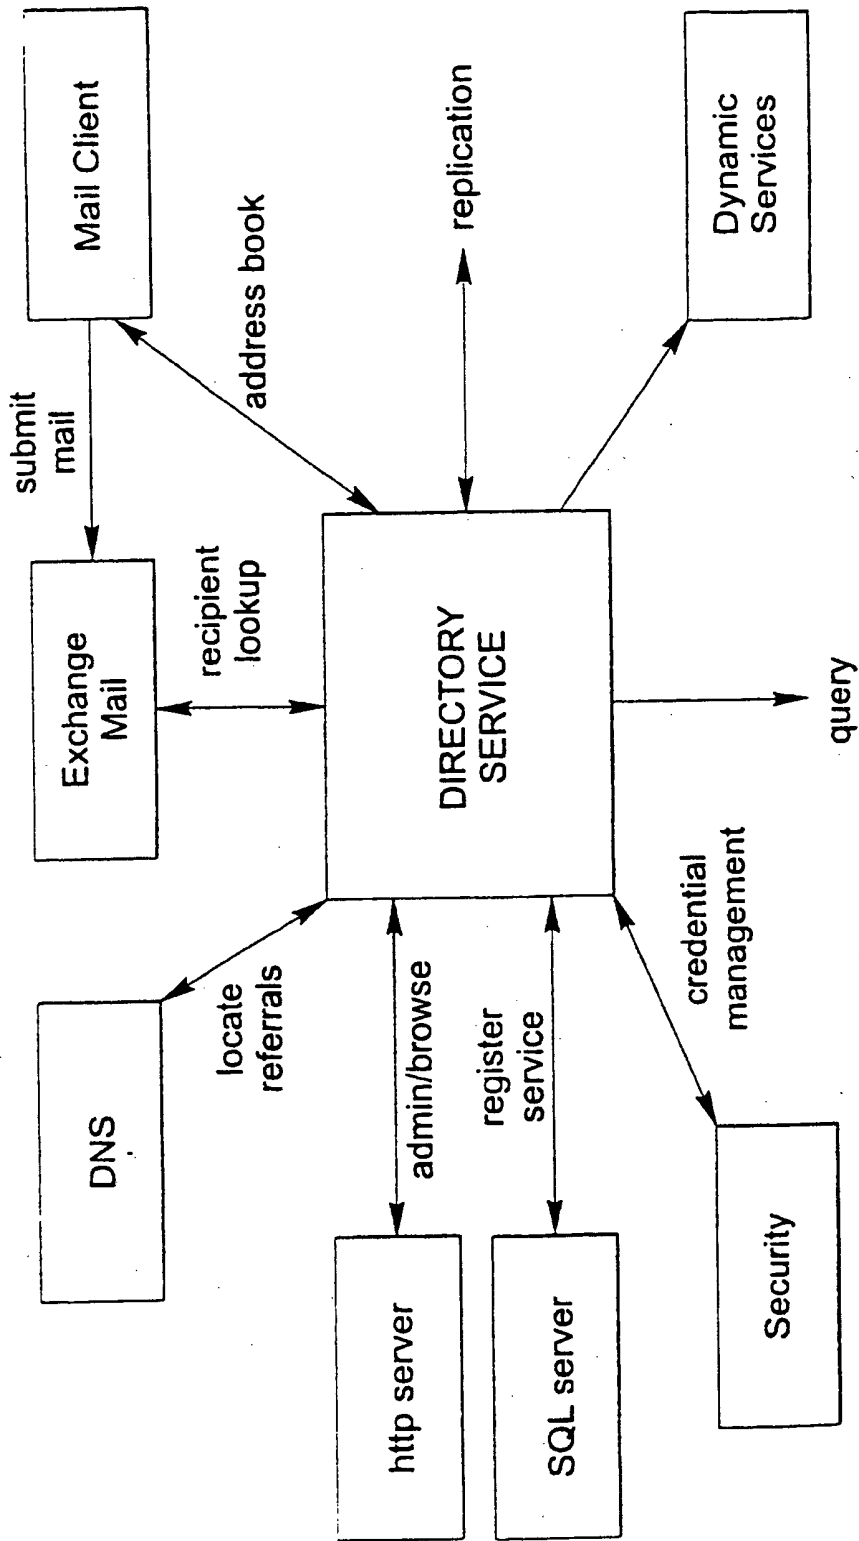 DNS
Exchange
Mail
submit
mail
Mail Client
locate
referrals
recipient
lookup
address book
http server
admin/browse
DIRECTORY
SERVICE
replication
SQL server
register
service
Security
credential
management
query
Dynamic
Services